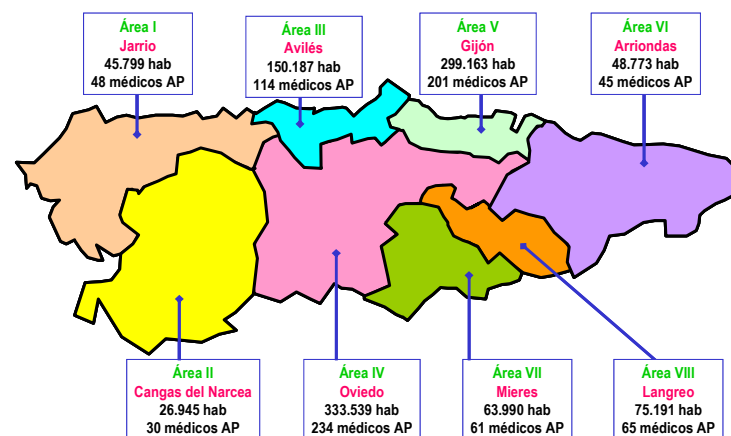 Área I
Jarrio
45.799 hab
48 médicos AP
Área III
Avilés
150.187 hab
114 médicos AP
Área V
Gijón
299.163 hab
201 médicos AP
Área VI
Arriondas
48.773 hab
45 médicos AP
Área II
Cangas del Narcea
26.945 hab
30 médicos AP
Área IV
Oviedo
333.539 hab
234 médicos AP
Área VII
Mieres
63.990 hab
61 médicos AP
Área VIII
Langreo
75.191 hab
65 médicos AP